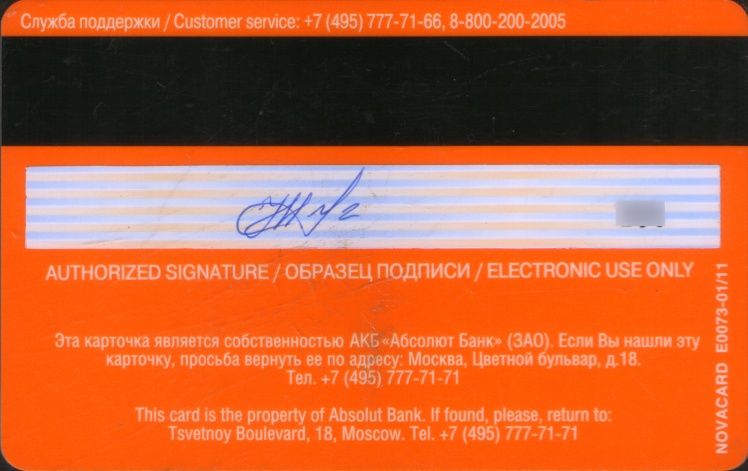 Служба поддержки / Customer service: +7 (495) 777-71-66, 8-800-200-2005
AUTHORIZED SIGNATURE / ОБРАЗЕЦ ПОДПИСИ / ELECTRONIC USE ONLY
Эта карточка является собственностью АКБ «Абсолют Банк» (ЗАО). Если Вы нашли эту
карточку, просьба вернуть ее по адресу: Москва, Цветной бульвар, д.18.
Тел. +7 (495) 777-71-71
This card is the property of Absolut Bank. If found, please, return to:
Tsvetnoy Boulevard, 18, Moscow. Tel. +7 (495) 777-71-71
NOVACARD E0073-01/11